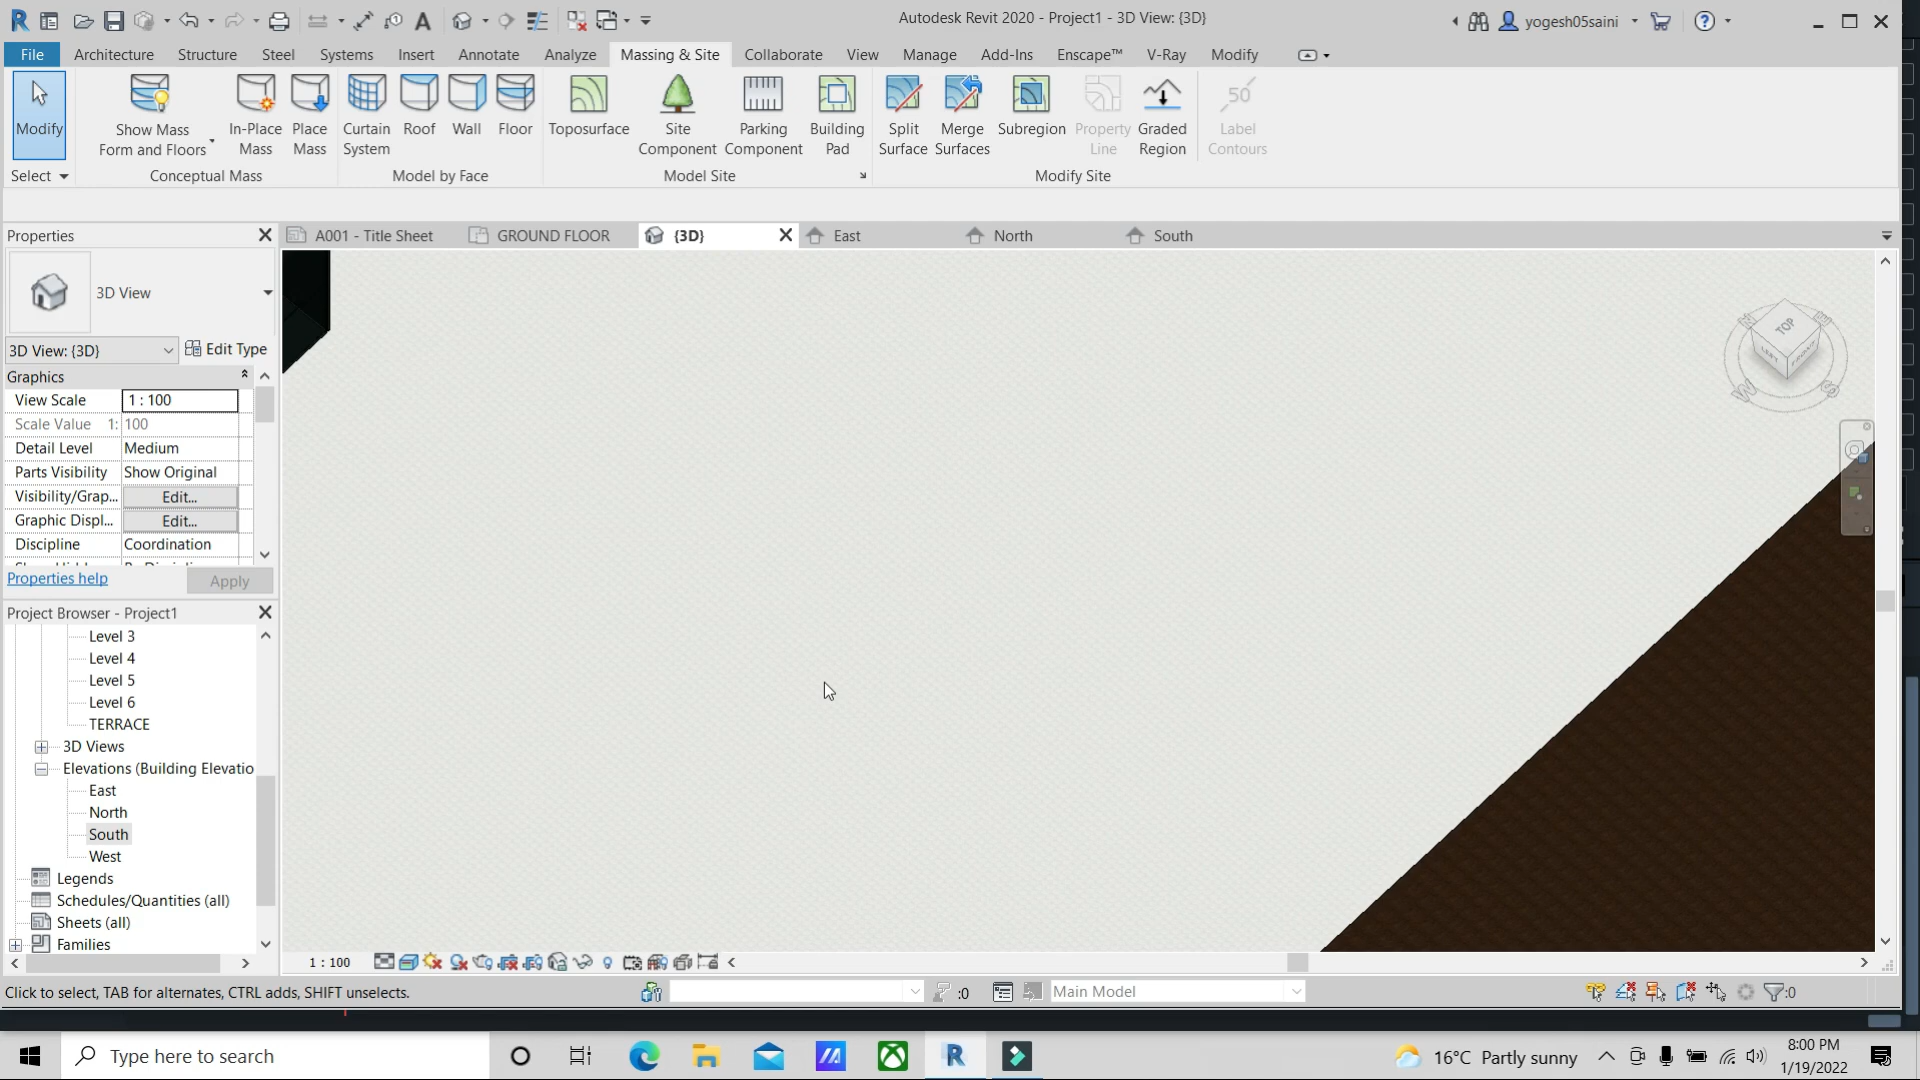 Autodesk Revit 2020 - Project1 - 3D View: {3D}
yogesh05saini
File Architecture Structure Steel Systems Insert Annotate Analyze Massing & Site Collaborate View Manage Add-Ins Enscape™ V-Ray Modify
Modify
Show Mass
Form and Floors
In-Place
Mass
Place
Mass
Curtain
System
Roof
Wall
Floor
Toposurface
Site
Component
Parking
Component
Building
Pad
Split
Surface
Merge
Surfaces
Subregion
Property
Line
Graded
Region
50
Label
Contours
Select
Conceptual Mass
Model by Face
Model Site
Modify Site
Properties
A001 - Title Sheet
GROUND FLOOR
{3D}
East
North
South
3D View
3D View: {3D}
Edit Type
Graphics
View Scale 1 : 100
Scale Value 1: 100
Detail Level Medium
Parts Visibility Show Original
Visibility/Grap... Edit...
Graphic Displ... Edit...
Discipline Coordination
Properties help
Apply
TOP
LEFT
FRONT
N
E
W
S
Project Browser - Project1
Level 3
Level 4
Level 5
Level 6
TERRACE
3D Views
Elevations (Building Elevatio
East
North
South
West
Legends
Schedules/Quantities (all)
Sheets (all)
Families
1 : 100
Click to select, TAB for alternates, CTRL adds, SHIFT unselects.
:0
Main Model
:0
Type here to search
16°C Partly sunny
8:00 PM
1/19/2022